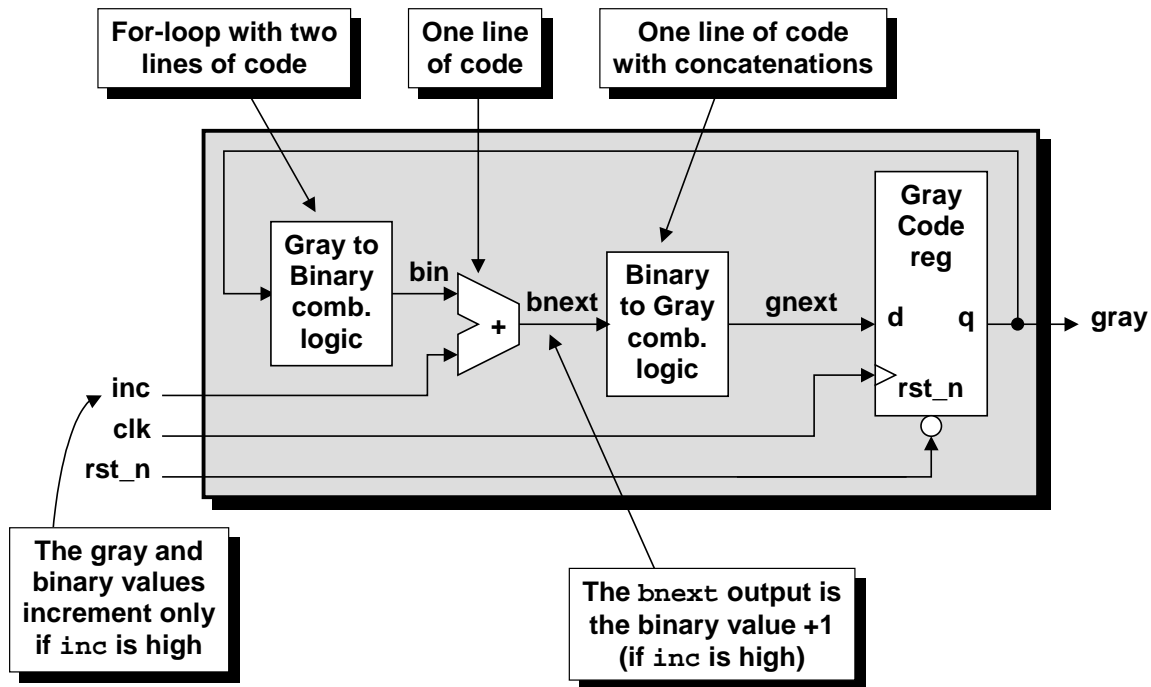 For-loop with two
lines of code
One line
of code
One line of code
with concatenations
Gray to
Binary
comb.
logic
bin
+
bnext
Binary
to Gray
comb.
logic
gnext
Gray
Code
reg
d
q
rst_n
gray
inc
clk
rst_n
The gray and
binary values
increment only
if inc is high
The bnext output is
the binary value +1
(if inc is high)